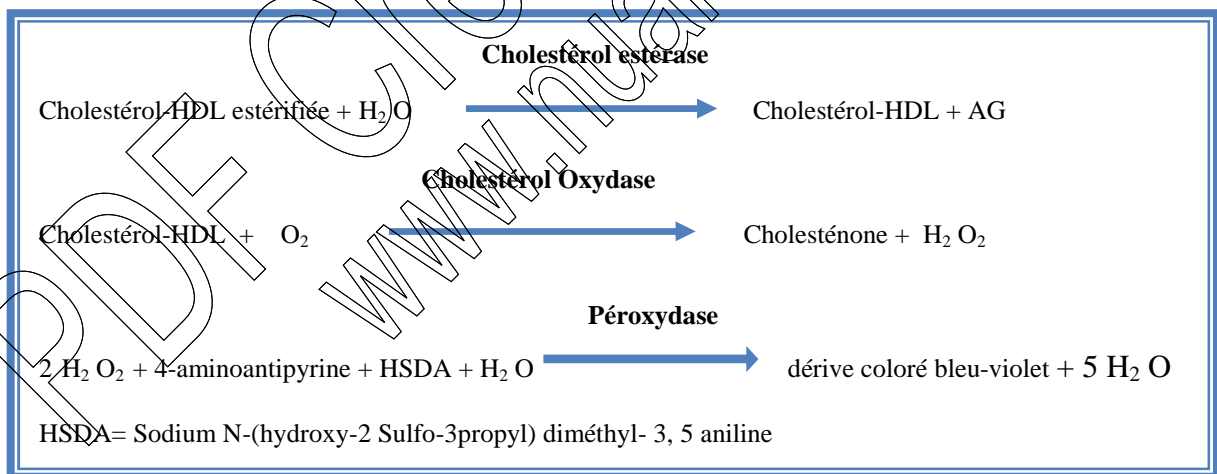 Cholestérol estérase
Cholestérol-HDL estérifiée + H₂O → Cholestérol-HDL + AG
Cholestérol Oxydase
Cholestérol-HDL + O₂ → Cholesténone + H₂ O₂
Péroxydase
2 H₂ O₂ + 4-aminoantipyrine + HSDA + H₂ O → dérive coloré bleu-violet + 5 H₂ O
HSDA= Sodium N-(hydroxy-2 Sulfo-3propyl) diméthyl- 3, 5 aniline
PDF